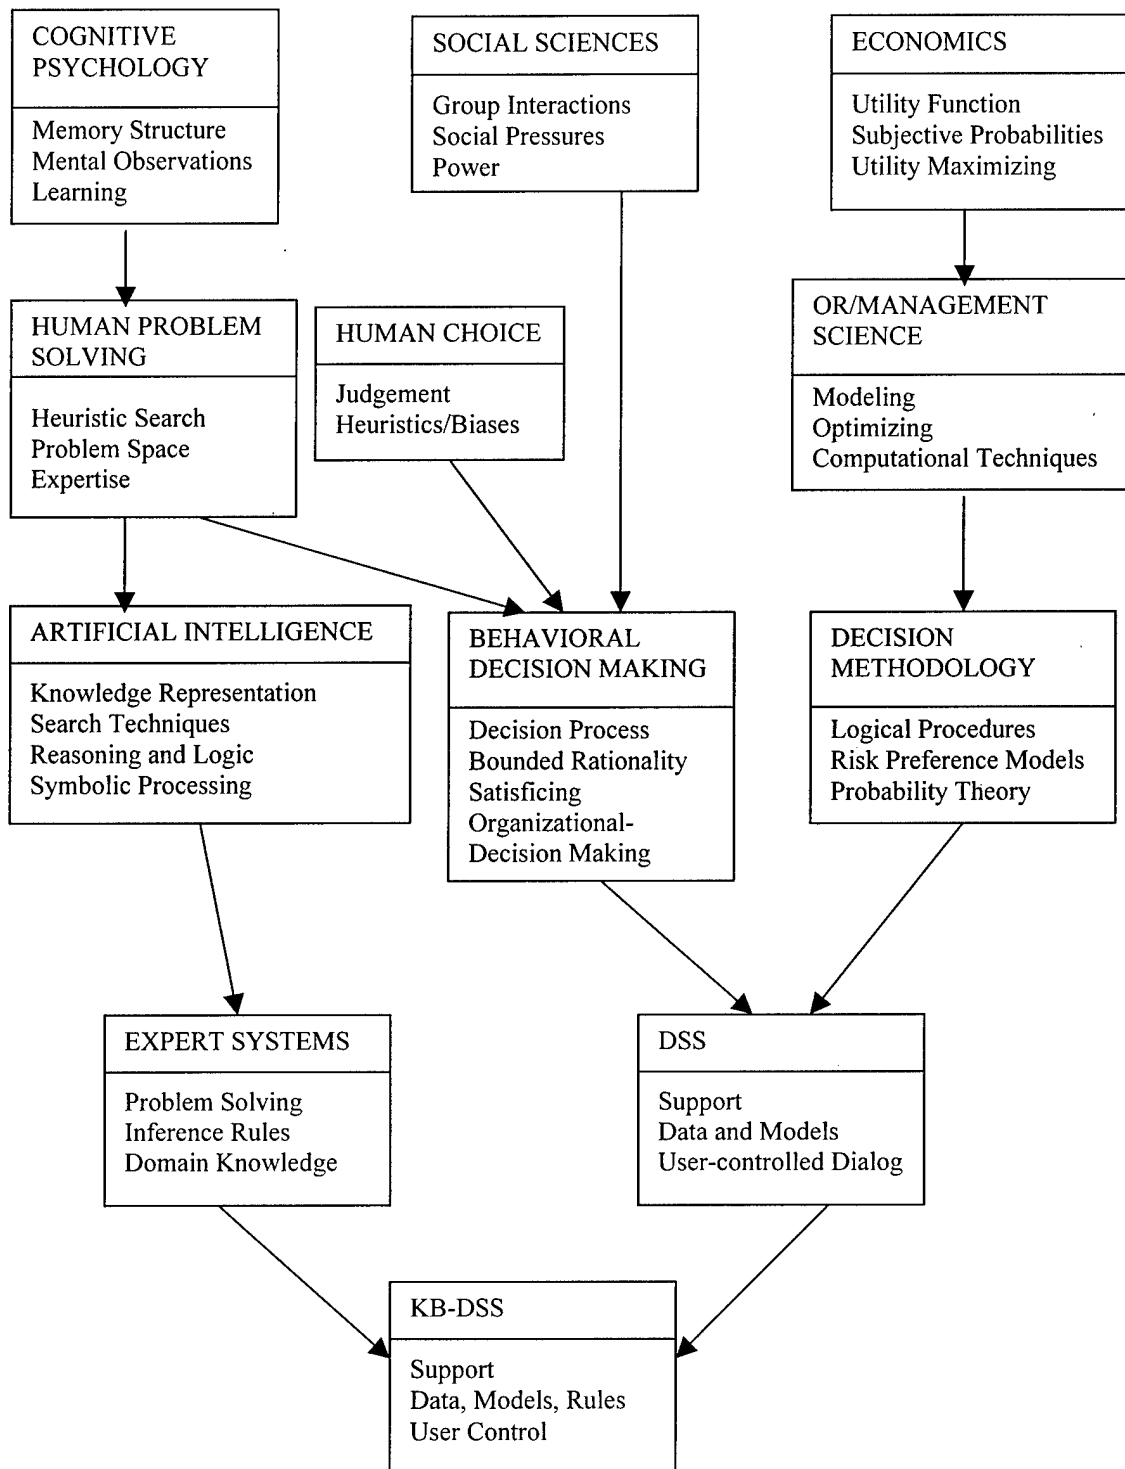 COGNITIVE
PSYCHOLOGY
Memory Structure
Mental Observations
Learning
SOCIAL SCIENCES
Group Interactions
Social Pressures
Power
ECONOMICS
Utility Function
Subjective Probabilities
Utility Maximizing
HUMAN PROBLEM
SOLVING
Heuristic Search
Problem Space
Expertise
HUMAN CHOICE
Judgement
Heuristics/Biases
OR/MANAGEMENT
SCIENCE
Modeling
Optimizing
Computational Techniques
ARTIFICIAL INTELLIGENCE
Knowledge Representation
Search Techniques
Reasoning and Logic
Symbolic Processing
BEHAVIORAL
DECISION MAKING
Decision Process
Bounded Rationality
Satisficing
Organizational-
Decision Making
DECISION
METHODOLOGY
Logical Procedures
Risk Preference Models
Probability Theory
EXPERT SYSTEMS
Problem Solving
Inference Rules
Domain Knowledge
DSS
Support
Data and Models
User-controlled Dialog
KB-DSS
Support
Data, Models, Rules
User Control